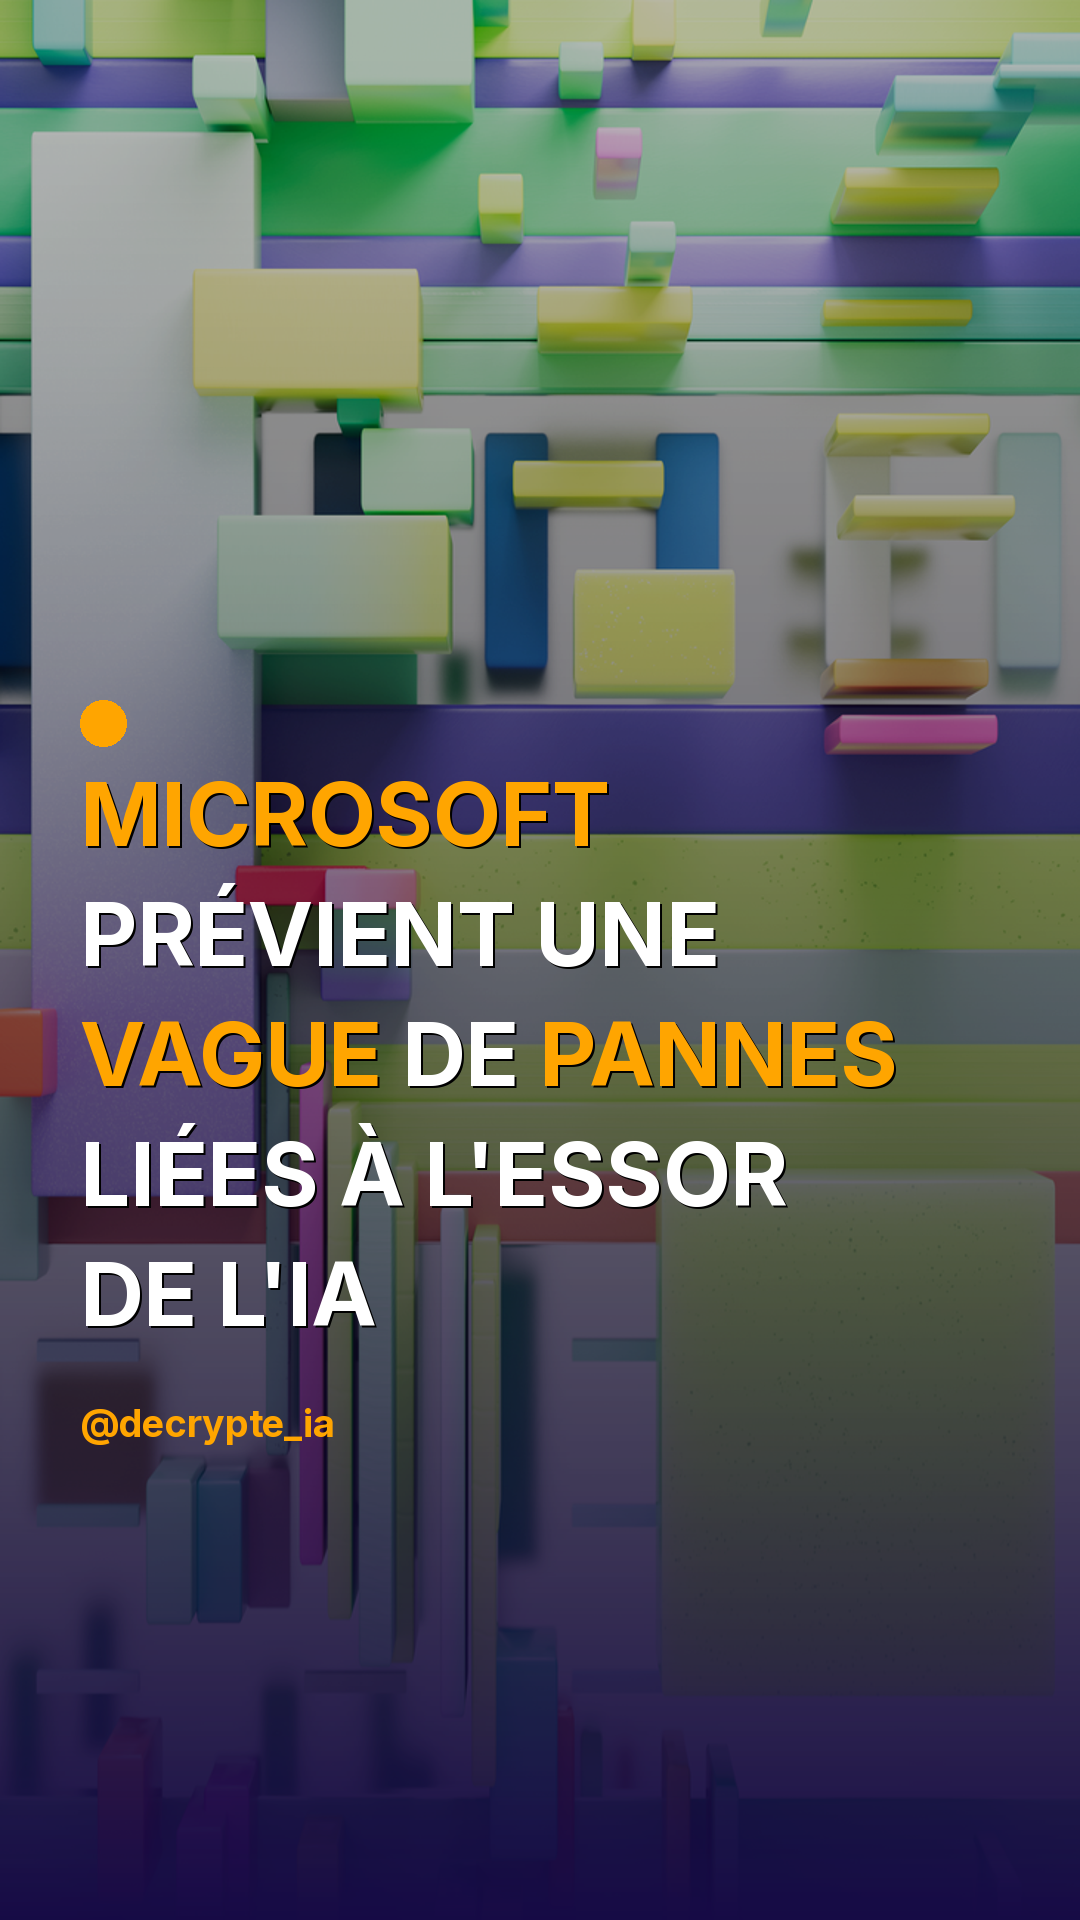 MICROSOFT
PRÉVIENT UNE
VAGUE DE PANNES
LIÉES À L'ESSOR
DE L'IA
@decrypte_ia